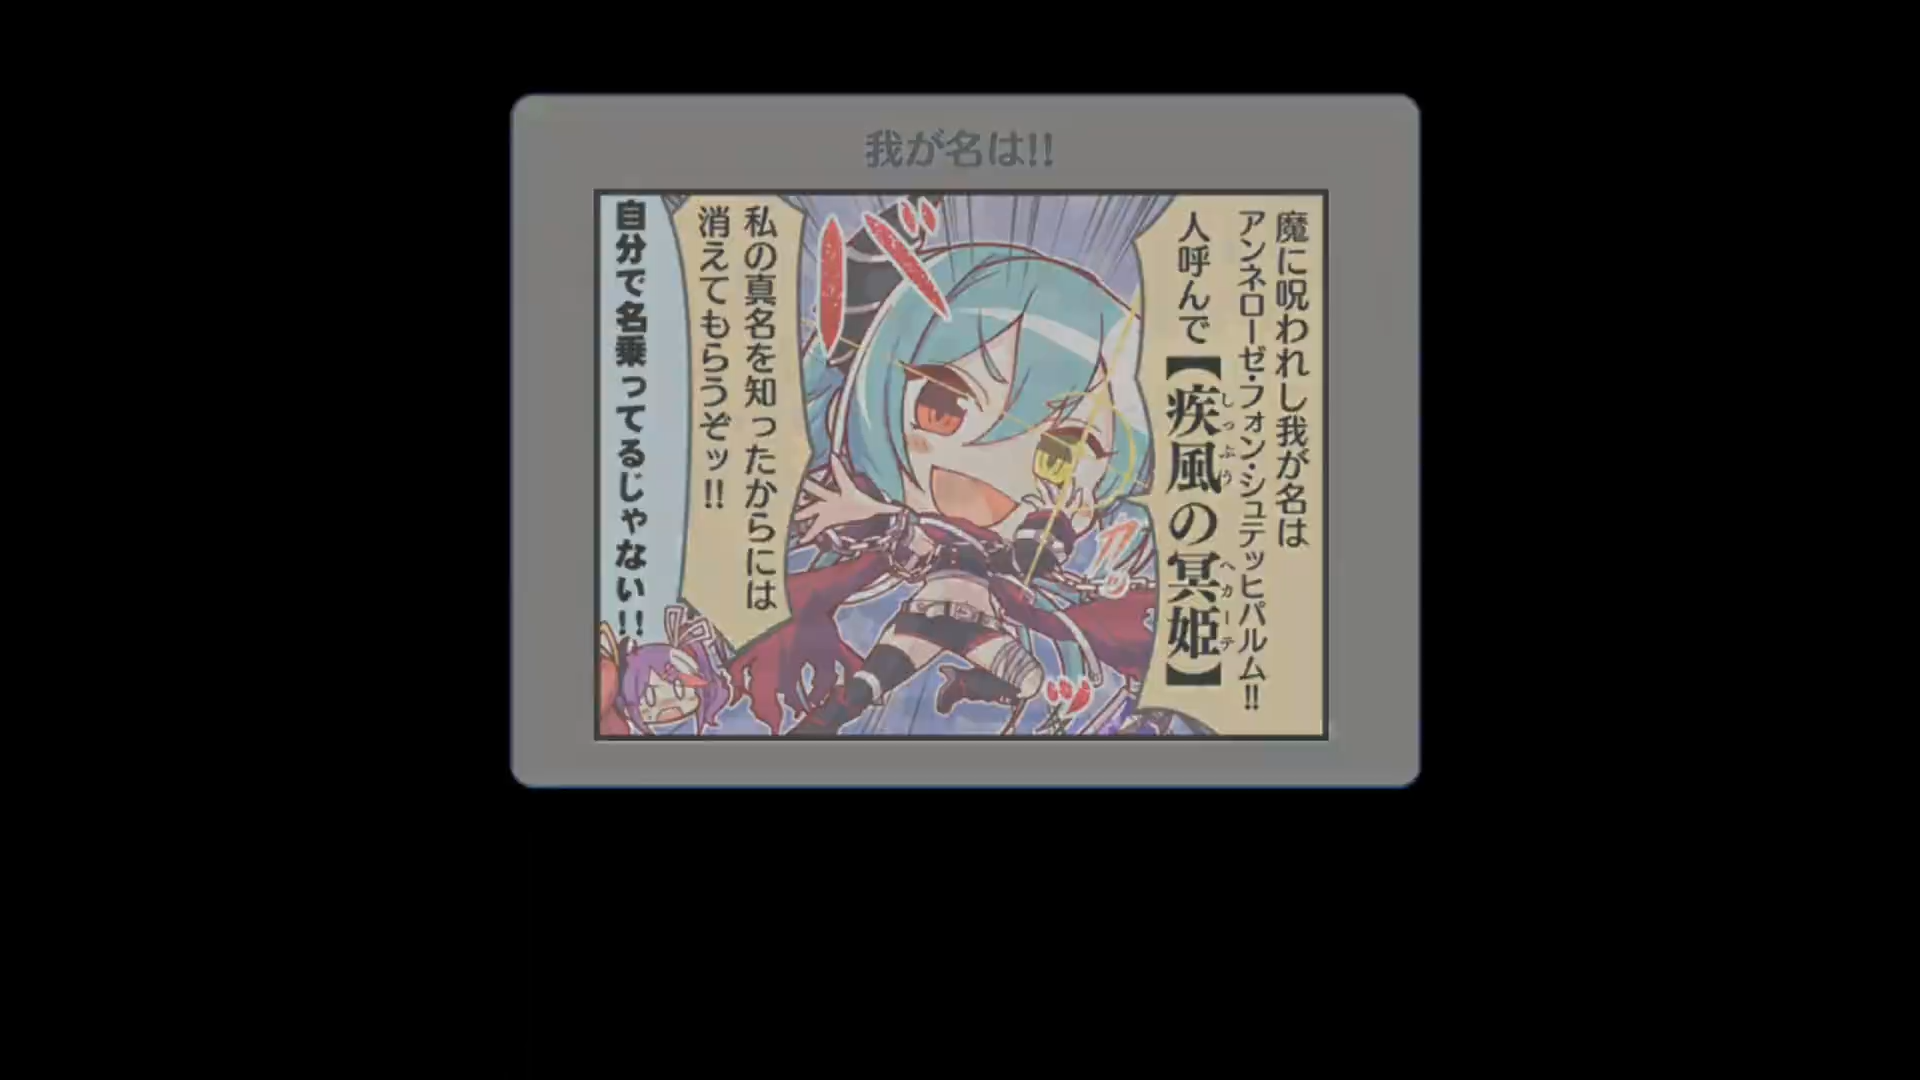 我が名は!!
魔に呪われし我が名は
アンネローゼ・フォン・シュテッヒパルム!!
人呼んで
【疾風の冥姫】
しっぷう
ヘカーテ
私の真名を知ったからには
消えてもらうぞッ!!
自分で名乗ってるじゃない!!